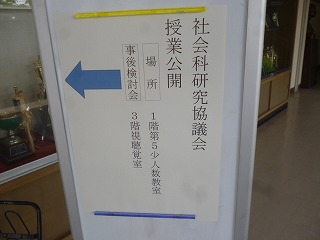 社会科研究協議会
授業公開
場所　１階第５少人数教室
事後検討会　３階視聴覚室